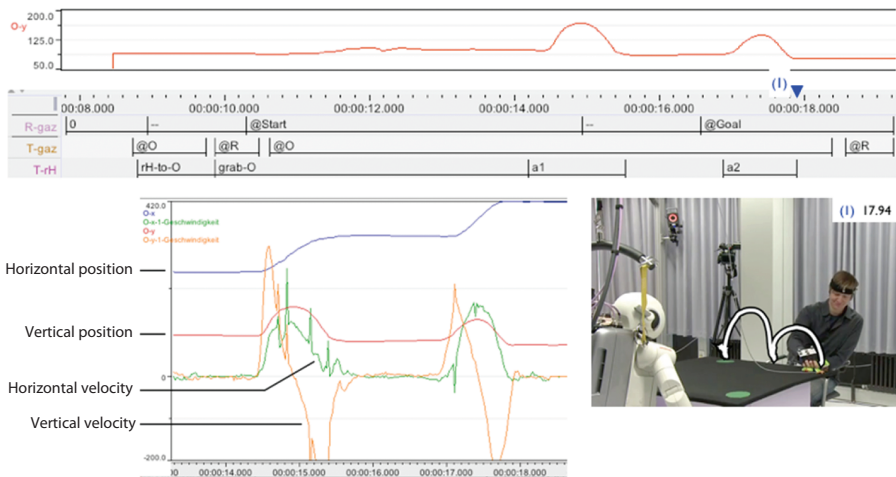 200.0
O-y
125.0
50.0
(1)
00:08.000 00:00:10.000 00:00:12.000 00:00:14.000 00:00:16.000 00:00:18.000
R-gaz 0 -- @Start -- @Goal
T-gaz @O @R @O @R
T-rH rH-to-O grab-O a1 a2
420.0
O-x
O-x-1-Geschwindigkeit
O-y
O-y-1-Geschwindigkeit
Horizontal position
Vertical position
Horizontal velocity
Vertical velocity
0
-200.0
00:00:14.000 00:00:15.000 00:00:16.000 00:00:17.000 00:00:18.000
(1) 17.94